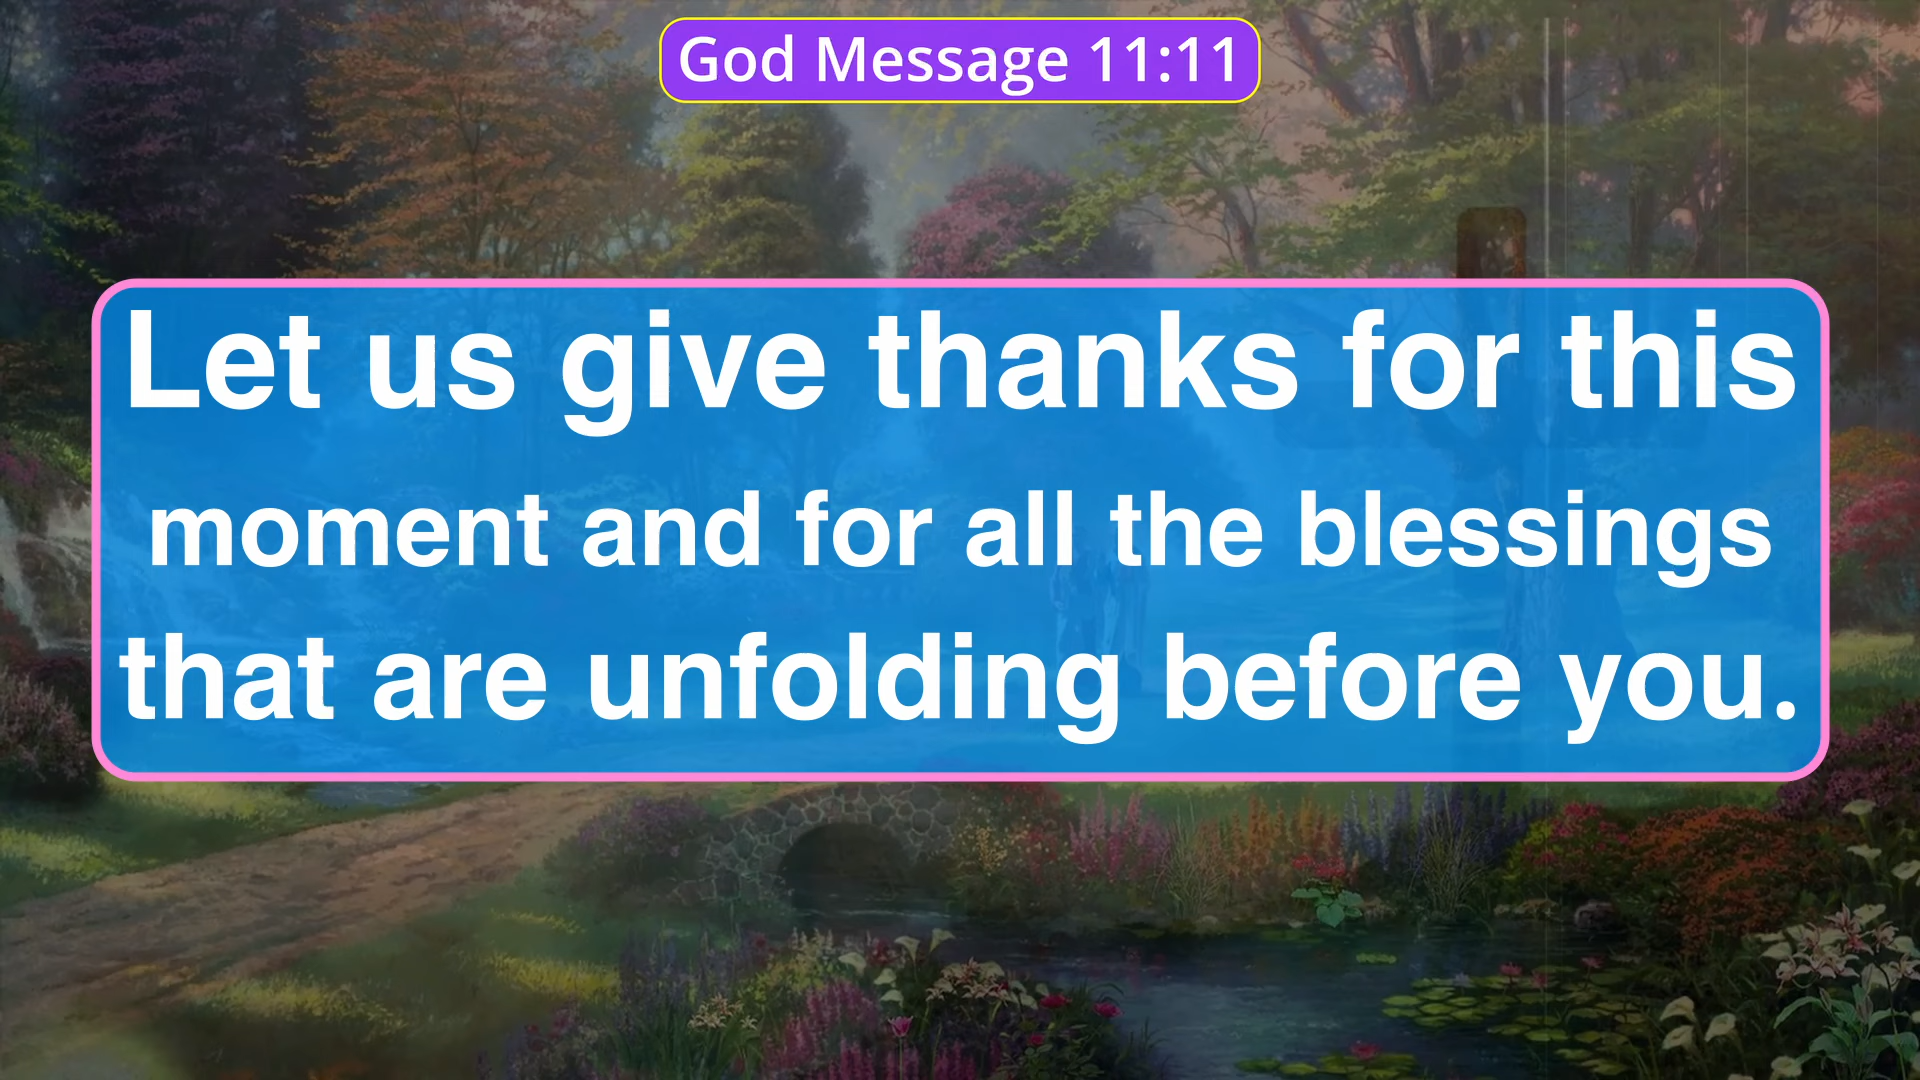 God Message 11:11
Let us give thanks for this
moment and for all the blessings
that are unfolding before you.